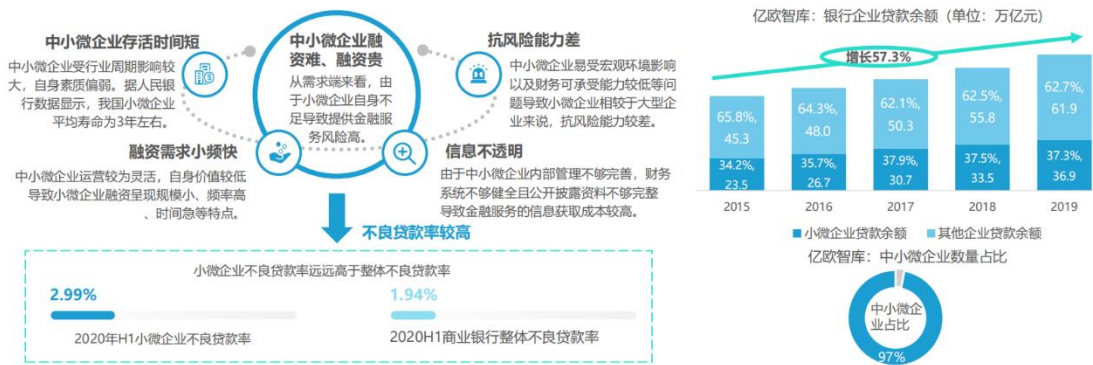 中小微企业存活时间短
中小微企业受行业周期影响较
大，自身素质偏弱。据人民银
行数据显示，我国小微企业
平均寿命为3年左右。
中小微企业融
资难、融资贵
从需求端来看，由
于小微企业自身不
足导致提供金融服
务风险高。
抗风险能力差
中小微企业易受宏观环境影响
以及财务可承受能力较低等问
题导致小微企业相较于大型企
业来说，抗风险能力较差。
融资需求小频快
中小微企业运营较为灵活，自身价值较低
导致小微企业融资呈现规模小、频率高
、时间急等特点。
信息不透明
由于中小微企业内部管理不够完善，财务
系统不够健全且公开披露资料不够完整
导致金融服务的信息获取成本较高。
不良贷款率较高
小微企业不良贷款率远远高于整体不良贷款率
2.99%
2020年H1小微企业不良贷款率
1.94%
2020H1商业银行整体不良贷款率
亿欧智库：银行企业贷款余额（单位：万亿元）
增长57.3%
65.8%,
45.3
34.2%,
23.5
64.3%,
48.0
35.7%,
26.7
62.1%,
50.3
37.9%,
30.7
62.5%,
55.8
37.5%,
33.5
62.7%,
61.9
37.3%,
36.9
2015 2016 2017 2018 2019
小微企业贷款余额 其他企业贷款余额
亿欧智库：中小微企业数量占比
中小微企
业占比
97%